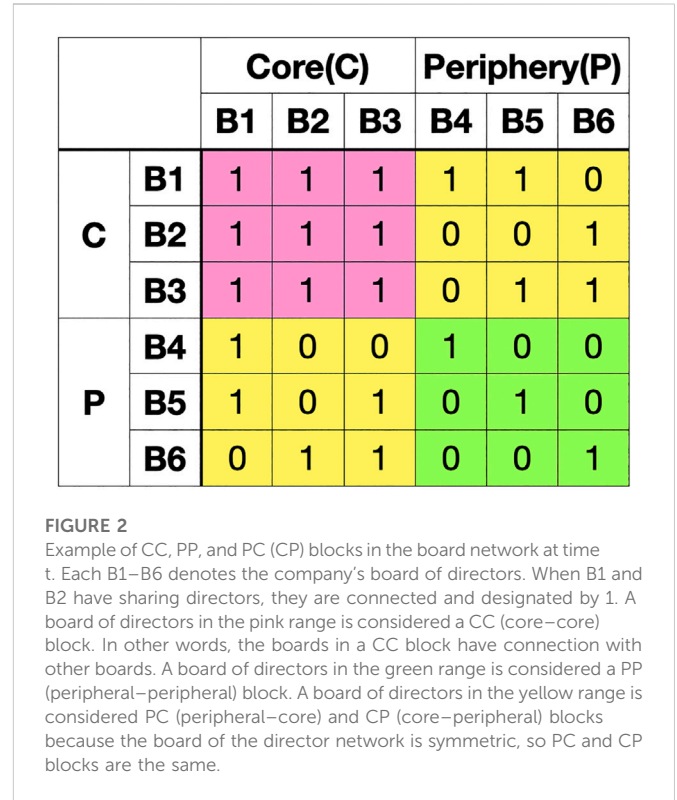 Core(C) Periphery(P)
B1 B2 B3 B4 B5 B6
B1 1 1 1 1 1 0
C B2 1 1 1 0 0 1
B3 1 1 1 0 1 1
B4 1 0 0 1 0 0
P B5 1 0 1 0 1 0
B6 0 1 1 0 0 1
FIGURE 2
Example of CC, PP, and PC (CP) blocks in the board network at time
t. Each B1–B6 denotes the company's board of directors. When B1 and
B2 have sharing directors, they are connected and designated by 1. A
board of directors in the pink range is considered a CC (core–core)
block. In other words, the boards in a CC block have connection with
other boards. A board of directors in the green range is considered a PP
(peripheral–peripheral) block. A board of directors in the yellow range is
considered PC (peripheral–core) and CP (core–peripheral) blocks
because the board of the director network is symmetric, so PC and CP
blocks are the same.